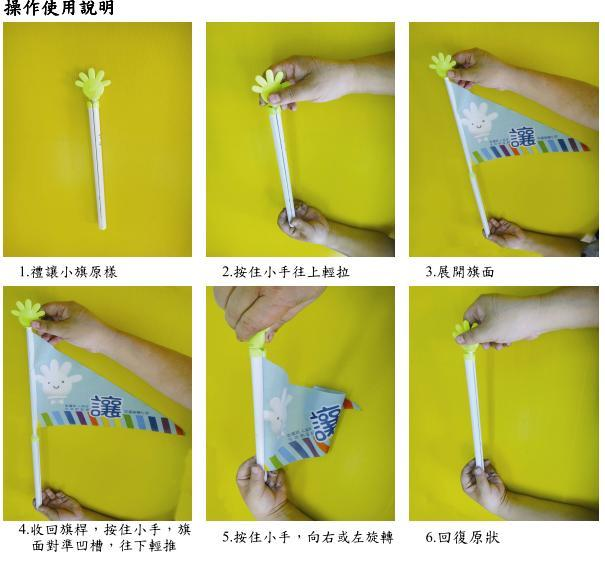 操作使用說明
1.禮讓小旗原樣
2.按住小手往上輕拉
3.展開旗面
讓
4.收回旗桿，按住小手，旗
面對準凹槽，往下輕推
5.按住小手，向右或左旋轉
6.回復原狀
讓
讓